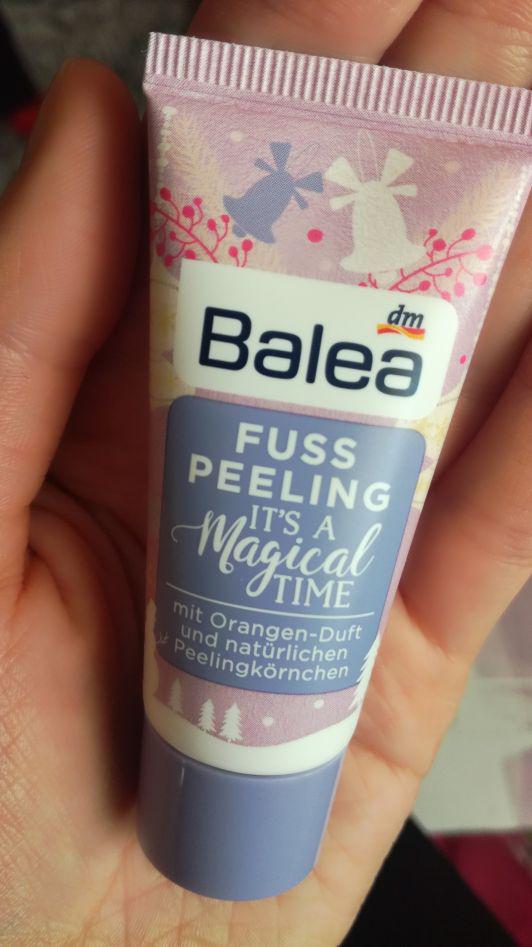 dm
Balea
FUSS
PEELING
IT'S A
Magical
TIME
mit Orangen-Duft
und natürlichen
Peelingkörnchen